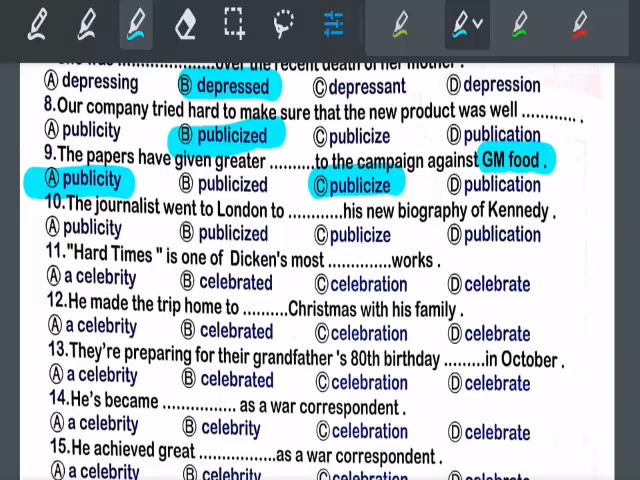 over the recent death of her mother .
Ⓐ depressing Ⓑ depressed Ⓒ depressant Ⓓ depression
8.Our company tried hard to make sure that the new product was well ............ .
Ⓐ publicity Ⓑ publicized Ⓒ publicize Ⓓ publication
9.The papers have given greater ..........to the campaign against GM food .
Ⓐ publicity Ⓑ publicized Ⓒ publicize Ⓓ publication
10.The journalist went to London to ............his new biography of Kennedy .
Ⓐ publicity Ⓑ publicized Ⓒ publicize Ⓓ publication
11."Hard Times " is one of Dicken's most ..............works .
Ⓐ a celebrity Ⓑ celebrated Ⓒ celebration Ⓓ celebrate
12.He made the trip home to ..........Christmas with his family .
Ⓐ a celebrity Ⓑ celebrated Ⓒ celebration Ⓓ celebrate
13.They're preparing for their grandfather 's 80th birthday .........in October .
Ⓐ a celebrity Ⓑ celebrated Ⓒ celebration Ⓓ celebrate
14.He's became ................ as a war correspondent .
Ⓐ a celebrity Ⓑ celebrity Ⓒ celebration Ⓓ celebrate
15.He achieved great .................as a war correspondent .
Ⓐ a celebrity Ⓑ celebrity Ⓒ celebration Ⓓ celebrate